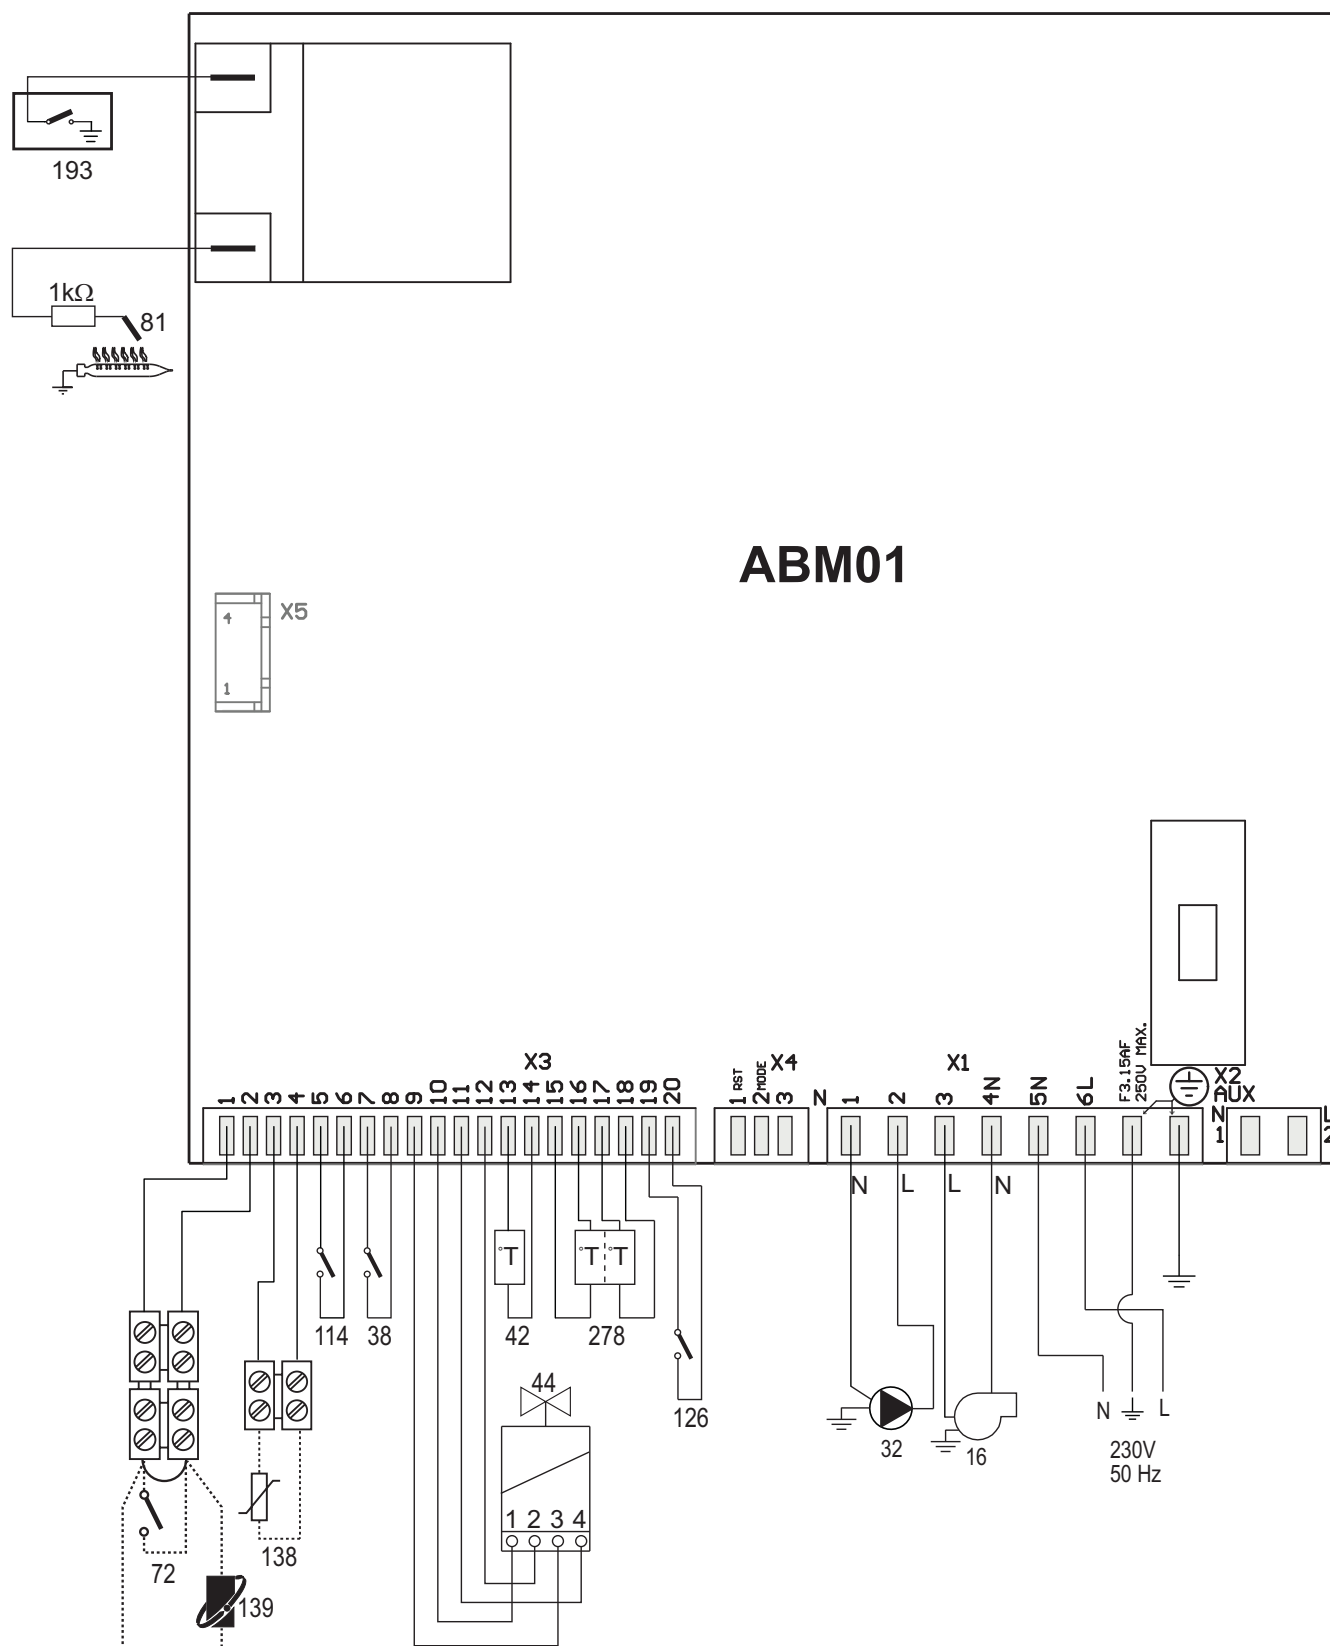 193
1kΩ
81
ABM01
X5
4
1
X3
1 2 3 4 5 6 7 8 9 10 11 12 13 14 15 16 17 18 19 20
X4
1 RST
2 MODE
3
N
X1
1 2 3 4N 5N 6L
F3.15AF
250V MAX.
X2
AUX
N
1
L
2
N L L N
°T °T °T
114 38 42 278
44
126
32
16
N L
230V
50 Hz
1 2 3 4
72
138
139